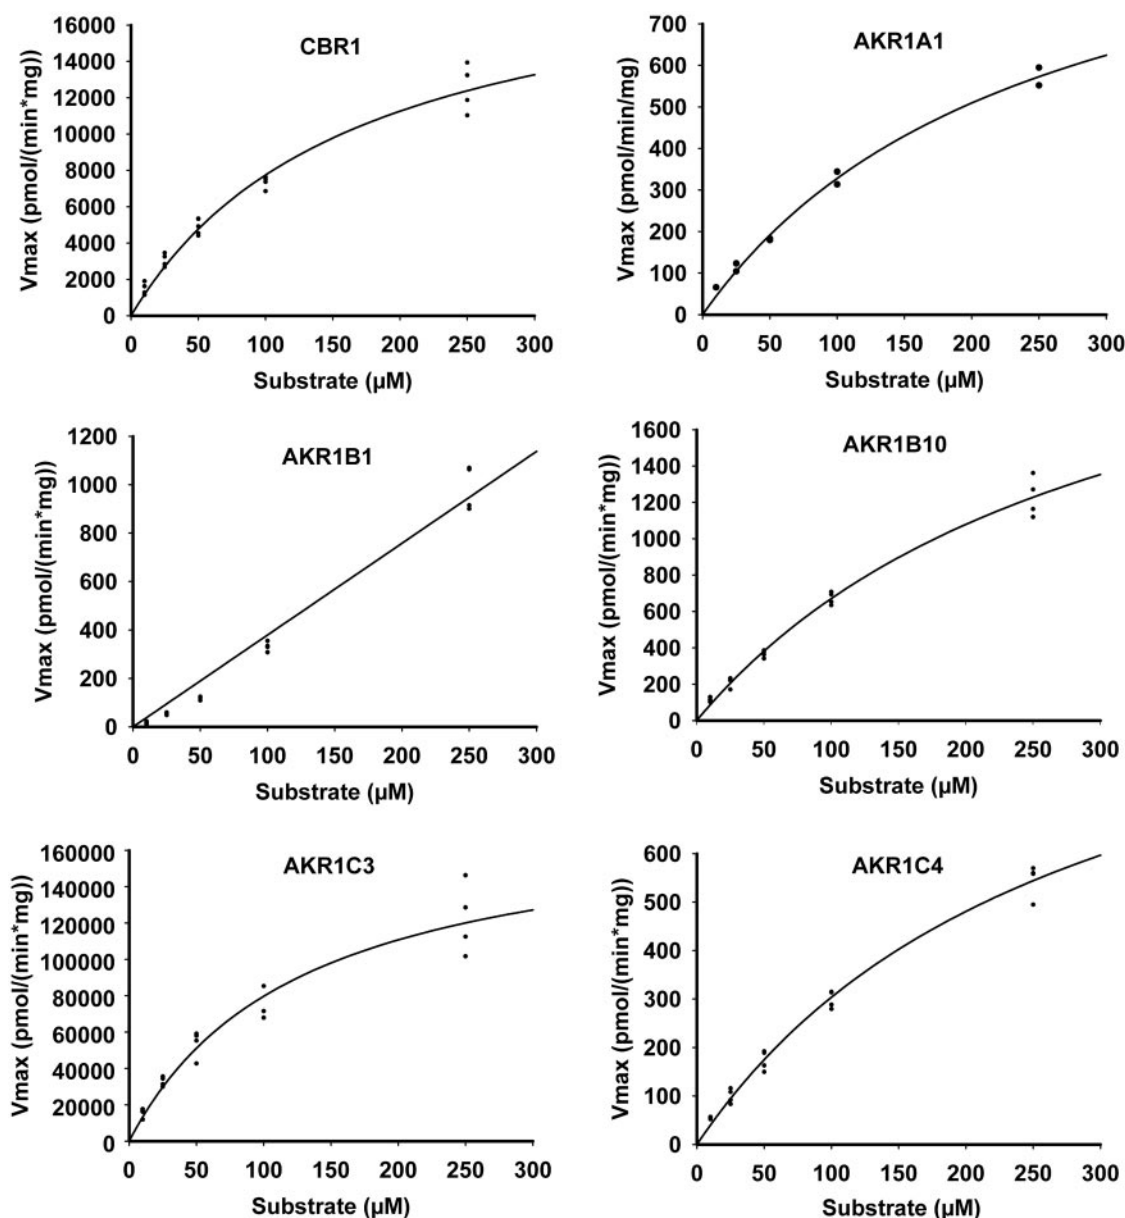 CBR1
Vmax (pmol/(min*mg))
16000
14000
12000
10000
8000
6000
4000
2000
0
0 50 100 150 200 250 300
Substrate (µM)
AKR1A1
Vmax (pmol/min/mg)
700
600
500
400
300
200
100
0
0 50 100 150 200 250 300
Substrate (µM)
AKR1B1
Vmax (pmol/(min*mg))
1200
1000
800
600
400
200
0
0 50 100 150 200 250 300
Substrate (µM)
AKR1B10
Vmax (pmol/(min*mg))
1600
1400
1200
1000
800
600
400
200
0
0 50 100 150 200 250 300
Substrate (µM)
AKR1C3
Vmax (pmol/(min*mg))
160000
140000
120000
100000
80000
60000
40000
20000
0
0 50 100 150 200 250 300
Substrate (µM)
AKR1C4
Vmax (pmol/(min*mg))
600
500
400
300
200
100
0
0 50 100 150 200 250 300
Substrate (µM)